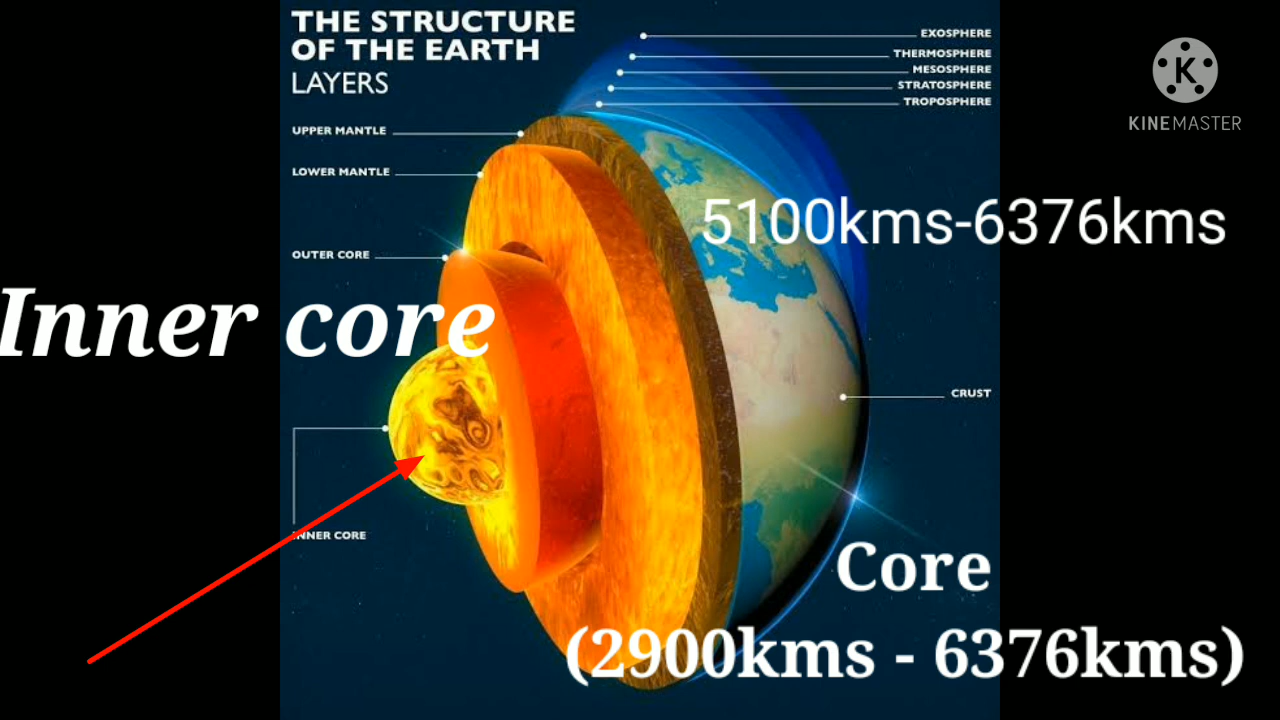 THE STRUCTURE
OF THE EARTH
LAYERS
EXOSPHERE
THERMOSPHERE
MESOSPHERE
STRATOSPHERE
TROPOSPHERE
KINEMASTER
UPPER MANTLE
LOWER MANTLE
5100kms-6376kms
OUTER CORE
Inner core
CRUST
INNER CORE
Core
(2900kms - 6376kms)